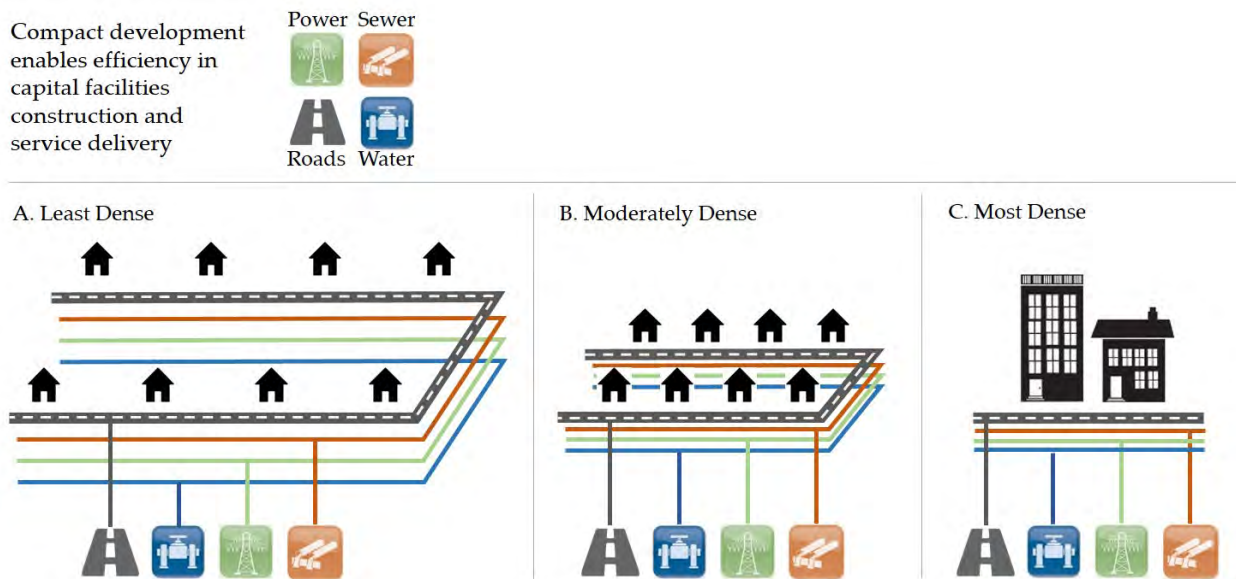 Compact development
enables efficiency in
capital facilities
construction and
service delivery
Power Sewer
Roads Water
A. Least Dense
B. Moderately Dense
C. Most Dense